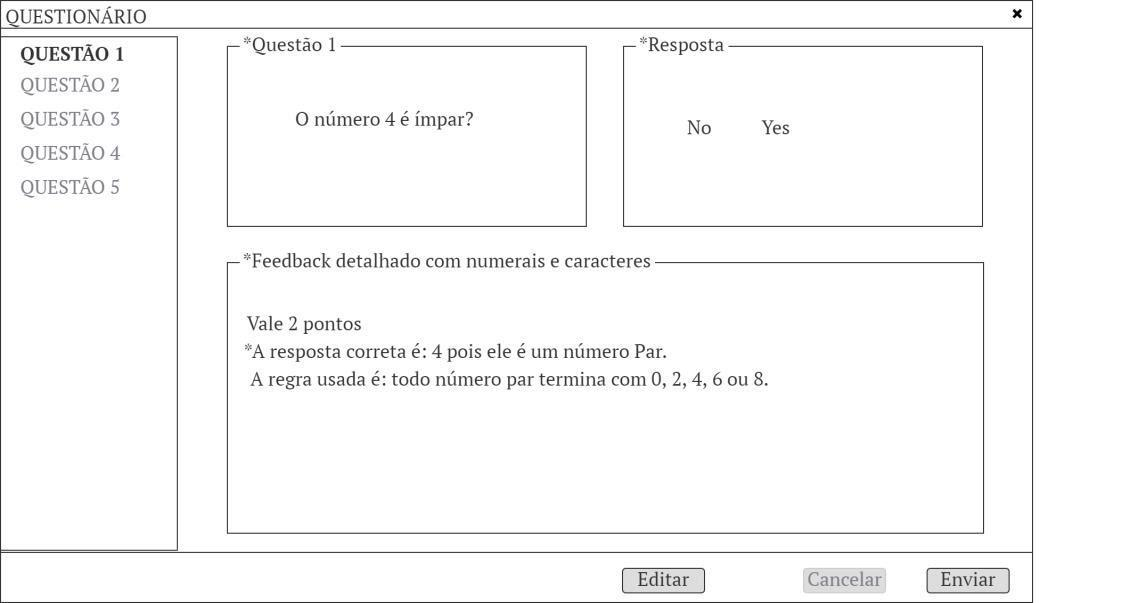 QUESTIONÁRIO
QUESTÃO 1
QUESTÃO 2
QUESTÃO 3
QUESTÃO 4
QUESTÃO 5
*Questão 1
O número 4 é ímpar?
*Resposta
No Yes
*Feedback detalhado com numerais e caracteres
Vale 2 pontos
*A resposta correta é: 4 pois ele é um número Par.
A regra usada é: todo número par termina com 0, 2, 4, 6 ou 8.
Editar Cancelar Enviar